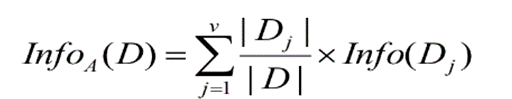 Info_A(D) = \sum_{j=1}^{v} \frac{|D_j|}{|D|} \times Info(D_j)